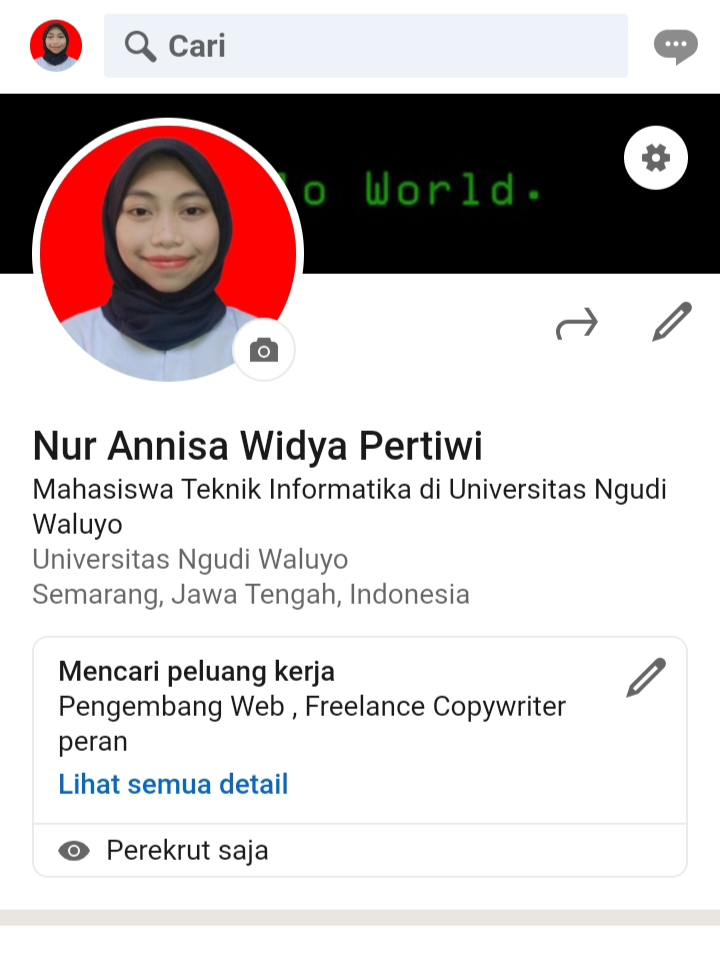 Cari
o World.
Nur Annisa Widya Pertiwi
Mahasiswa Teknik Informatika di Universitas Ngudi
Waluyo
Universitas Ngudi Waluyo
Semarang, Jawa Tengah, Indonesia
Mencari peluang kerja
Pengembang Web , Freelance Copywriter
peran
Lihat semua detail
Perekrut saja